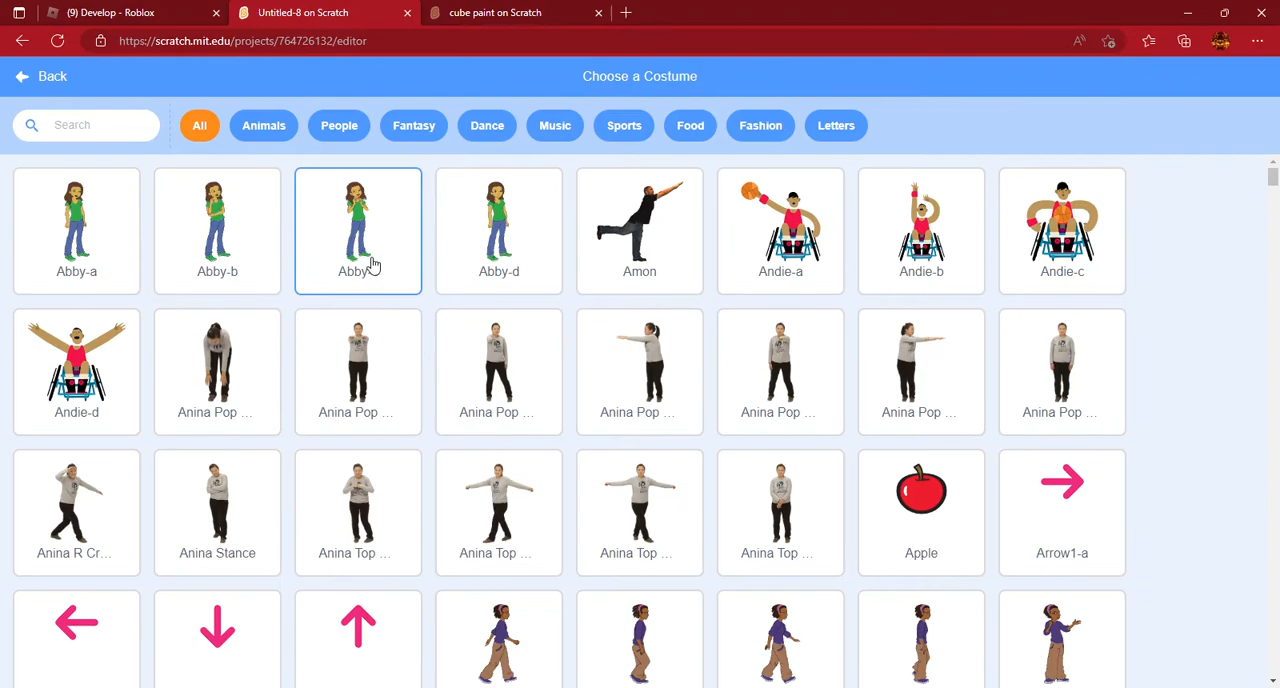 (9) Develop - Roblox
Untitled-8 on Scratch
cube paint on Scratch
https://scratch.mit.edu/projects/764726132/editor
Back
Choose a Costume
Search
All
Animals
People
Fantasy
Dance
Music
Sports
Food
Fashion
Letters
Abby-a
Abby-b
Abby
Abby-d
Amon
Andie-a
Andie-b
Andie-c
Andie-d
Anina Pop ...
Anina Pop ...
Anina Pop ...
Anina Pop ...
Anina Pop ...
Anina Pop ...
Anina Pop ...
Anina R Cr...
Anina Stance
Anina Top ...
Anina Top ...
Anina Top ...
Anina Top ...
Apple
Arrow1-a